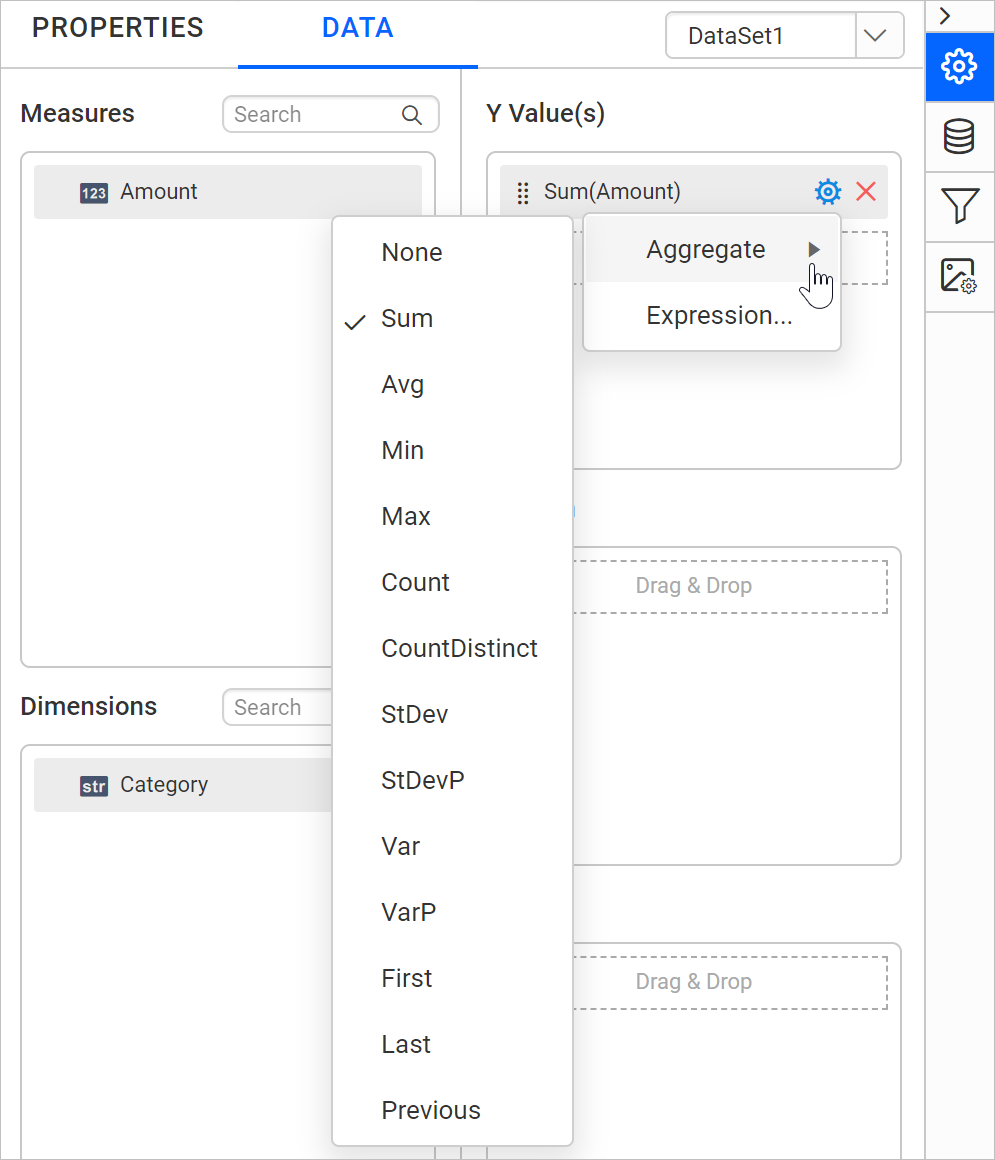 PROPERTIES
DATA
DataSet1
Measures
Search
123 Amount
Dimensions
Search
str Category
Y Value(s)
Sum(Amount)
Aggregate
Expression...
None
Sum
Avg
Min
Max
Count
CountDistinct
StDev
StDevP
Var
VarP
First
Last
Previous
Drag & Drop
Drag & Drop